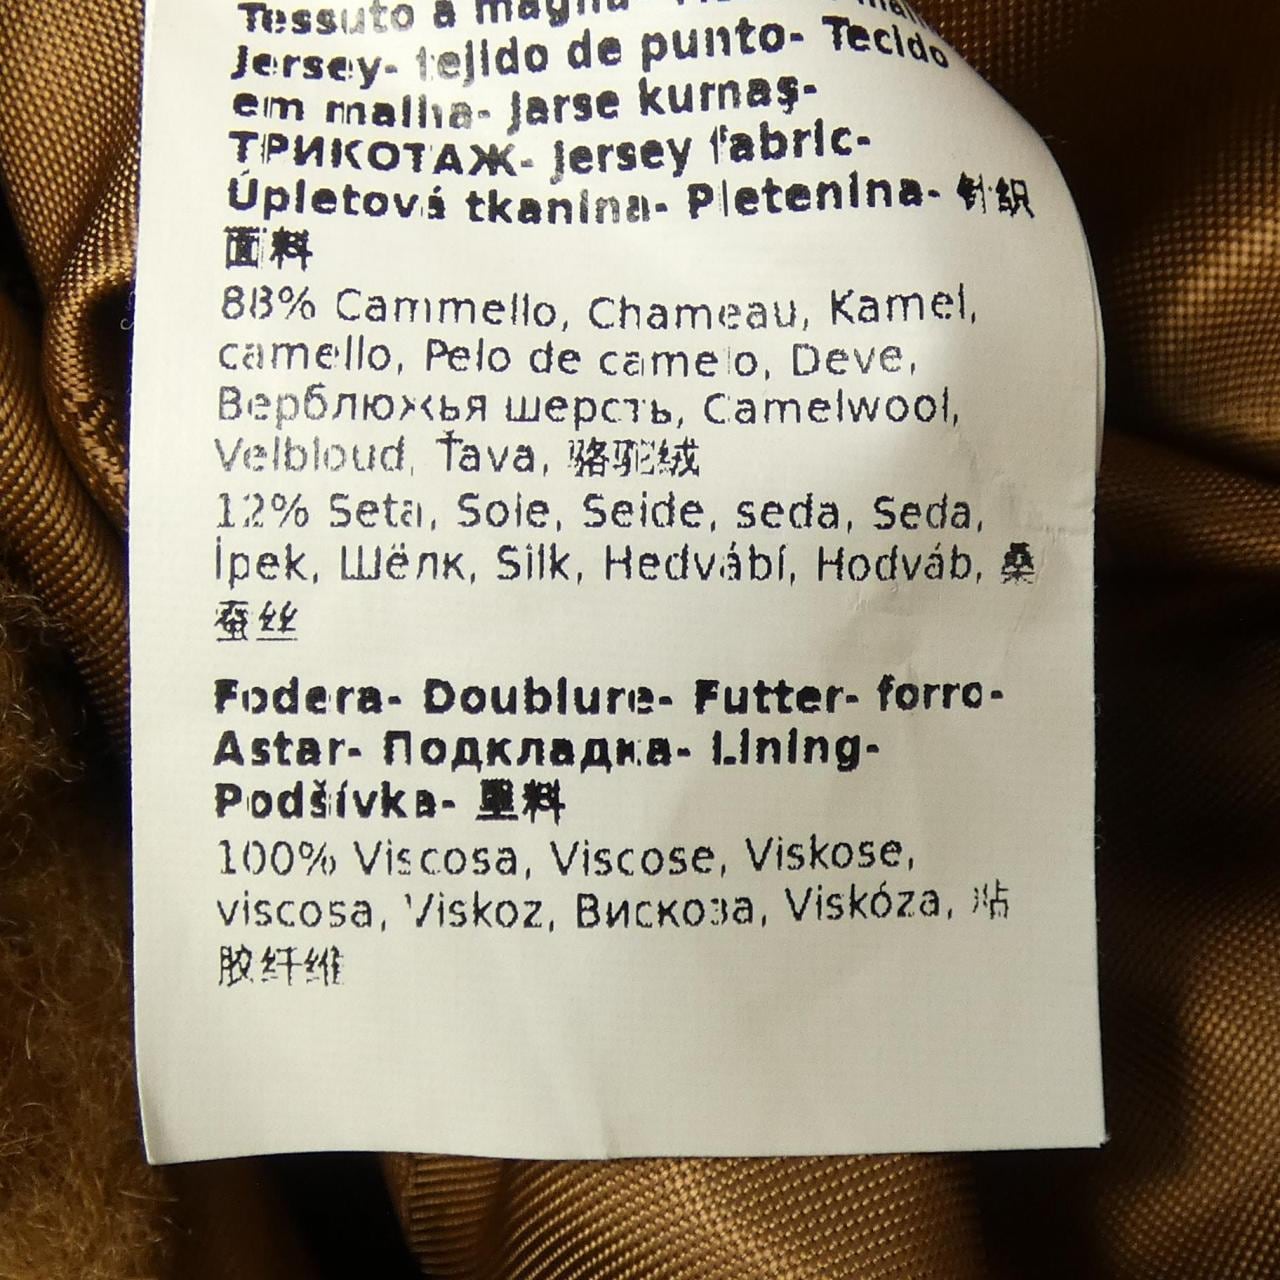 Tessuto a maglia-
Jersey- tejido de punto- Tecido
em malha- Jarse kumaş-
ТРИКОТАЖ- Jersey fabric-
Úpletová tkanina- Pletenina- 针织
面料
88% Cammello, Chameau, Kamel,
camello, Pelo de camelo, Deve,
Верблюжья шерсть, Camelwool,
Velbloud, Ťava, 骆驼绒
12% Seta, Soie, Seide, seda, Seda,
İpek, Шёлк, Silk, Hedvábí, Hodváb, 桑
蚕丝
Fodera- Doublure- Futter- forro-
Astar- Подкладка- Lining-
Podšívka- 里料
100% Viscosa, Viscose, Viskose,
viscosa, Viskoz, Вискоза, Viskóza, 粘
胶纤维